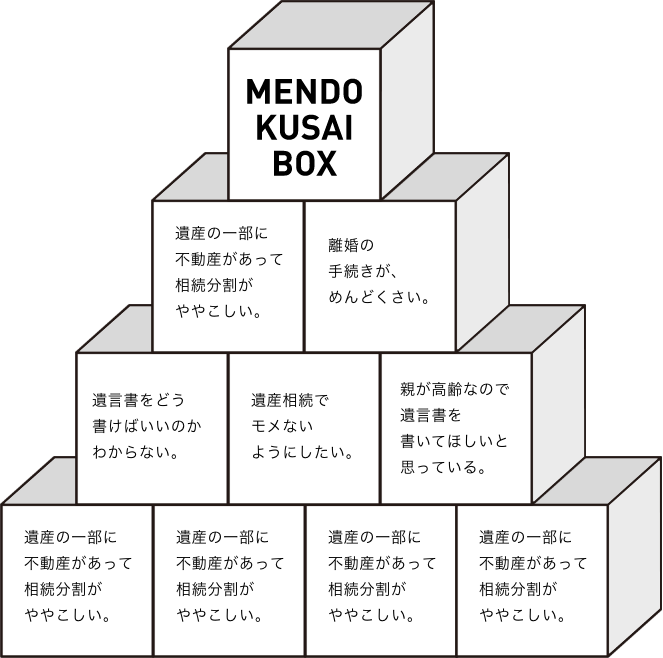 MENDO
KUSAI
BOX
遺産の一部に
不動産があって
相続分割が
ややこしい。
離婚の
手続きが、
めんどくさい。
遺言書をどう
書けばいいのか
わからない。
遺産相続で
モメない
ようにしたい。
親が高齢なので
遺言書を
書いてほしいと
思っている。
遺産の一部に
不動産があって
相続分割が
ややこしい。
遺産の一部に
不動産があって
相続分割が
ややこしい。
遺産の一部に
不動産があって
相続分割が
ややこしい。
遺産の一部に
不動産があって
相続分割が
ややこしい。